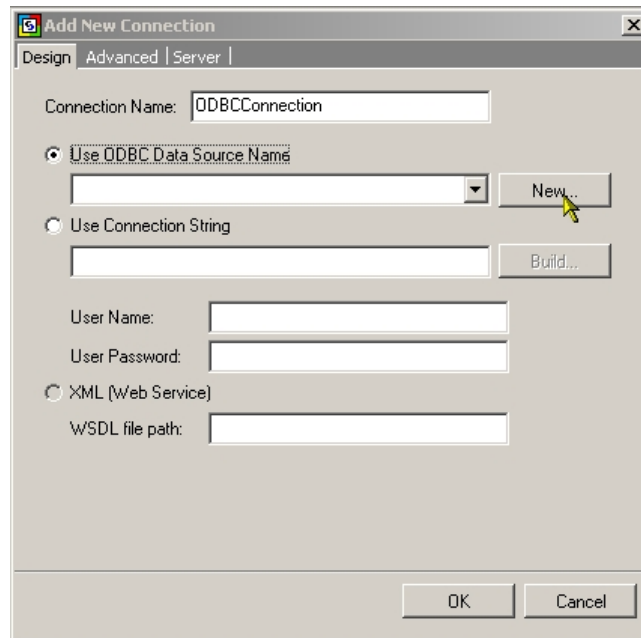 Add New Connection
Design Advanced Server
Connection Name: ODBCConnection
Use ODBC Data Source Name
New...
Use Connection String
Build...
User Name:
User Password:
XML (Web Service)
WSDL file path:
OK Cancel